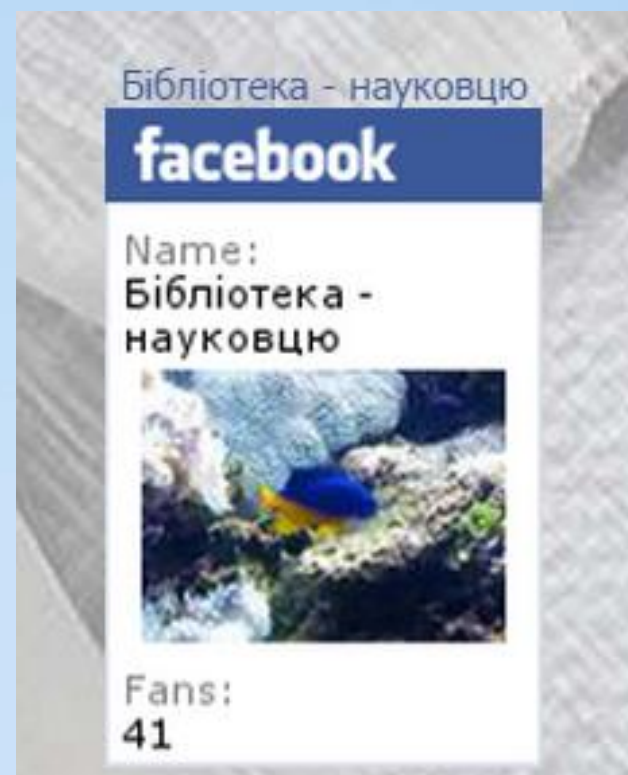 Бібліотека - науковцю
facebook
Name:
Бібліотека -
науковцю
Fans:
41